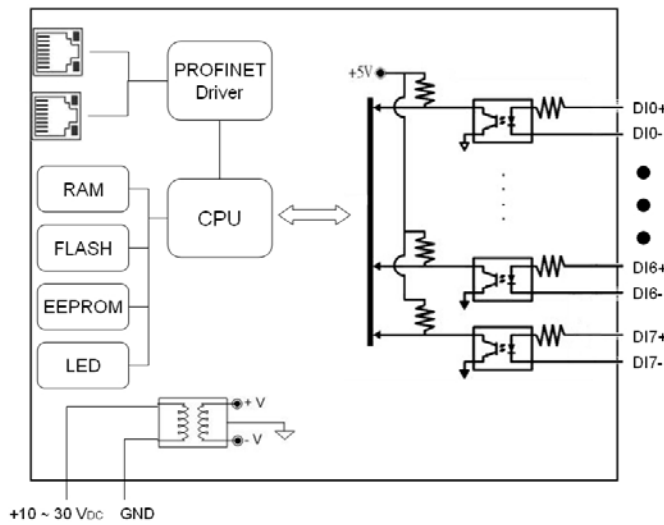 PROFINET
Driver
+5V
DI0+
DI0-
RAM
CPU
FLASH
EEPROM
DI6+
DI6-
LED
DI7+
DI7-
+ V
- V
+10 ~ 30 VDC GND